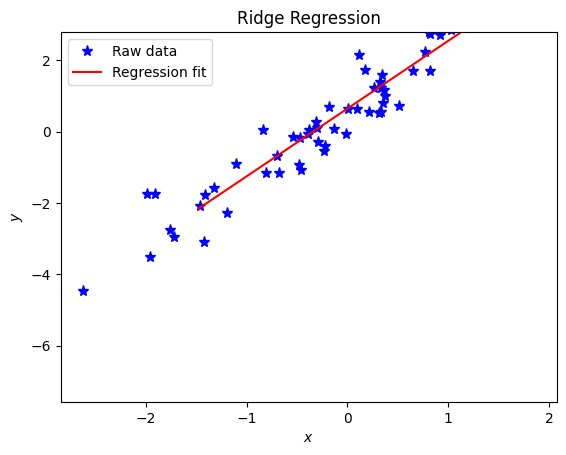 Ridge Regression
Raw data
Regression fit
2
0
−2
−4
−6
y
−2
−1
0
1
2
x